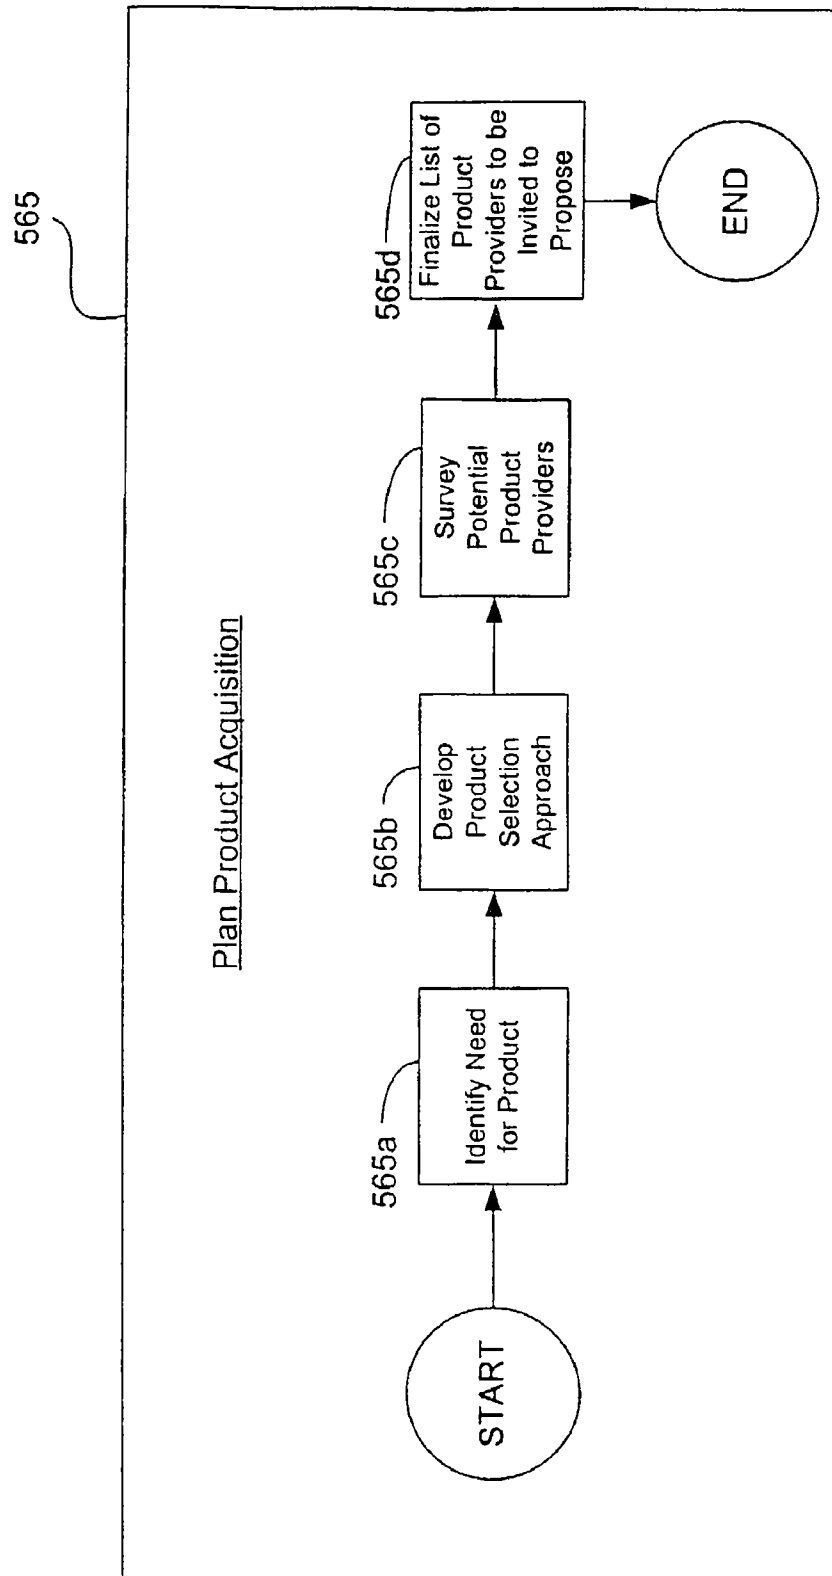 565
Plan Product Acquisition
START
565a
Identify Need
for Product
565b
Develop
Product
Selection
Approach
565c
Survey
Potential
Product
Providers
565d
Finalize List of
Product
Providers to be
Invited to
Propose
END